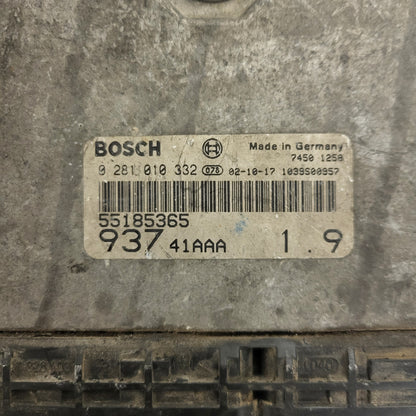 BOSCH Made in Germany
7450 1258
0 281 010 332 078 02-10-17 1039S00957
55185365
937 41AAA 1.9